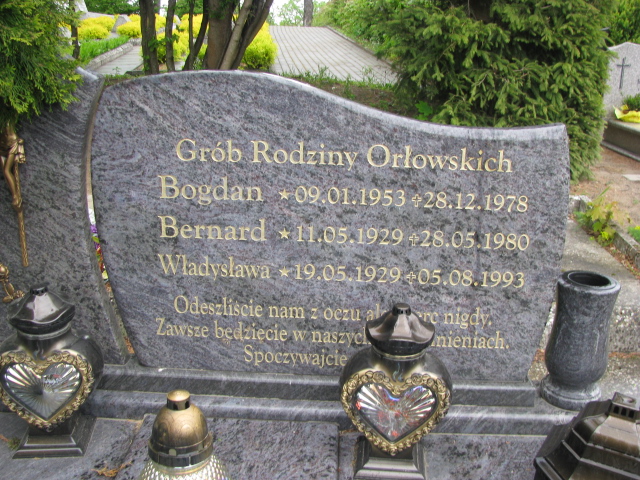 Grób Rodziny Orłowskich
Bogdan ★ 09.01.1953 ✝ 28.12.1978
Bernard ★ 11.05.1929 ✝ 28.05.1980
Władysława ★ 19.05.1929 ✝ 05.08.1993
Odeszliście nam z oczu nigdy,
Zawsze będziecie w naszych
Spoczywajcie